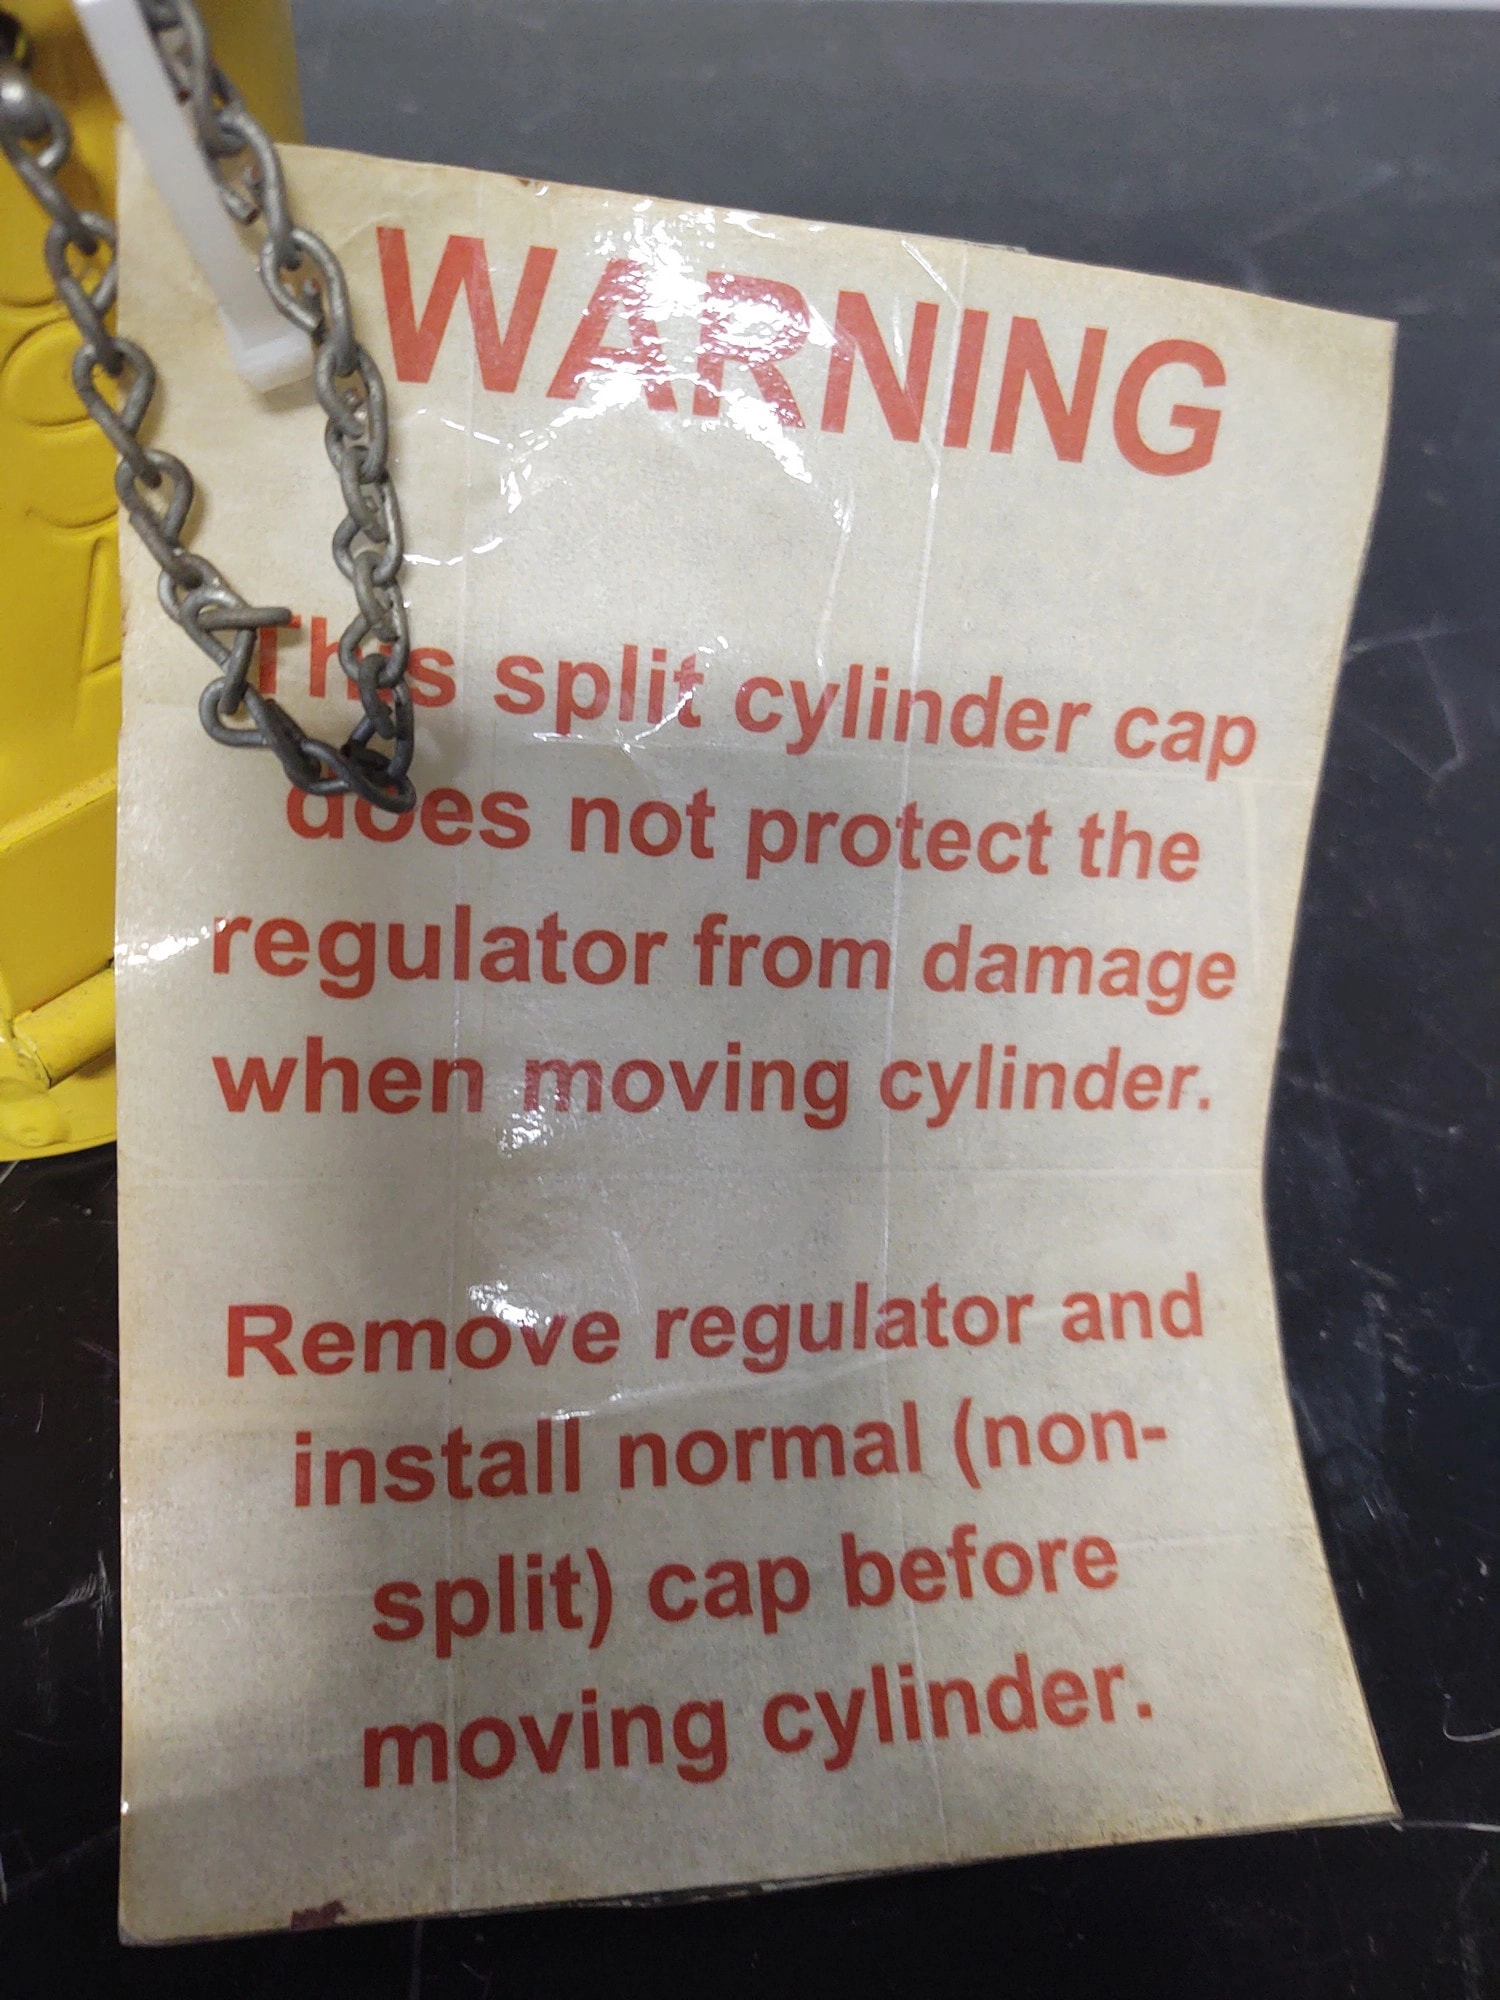 WARNING
This split cylinder cap
does not protect the
regulator from damage
when moving cylinder.
Remove regulator and
install normal (non-
split) cap before
moving cylinder.